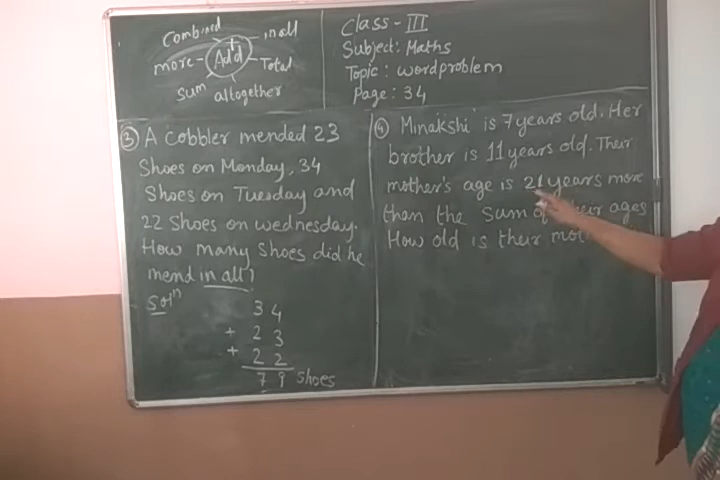 Combined
in all
more
Add
+
Total
Sum
altogether
Class - III
Subject: Maths
Topic: wordproblem
Page: 34
③ A Cobbler mended 23
Shoes on Monday, 34
Shoes on Tuesday and
22 Shoes on wednesday.
How many Shoes did he
mend in all?
Solⁿ
3 4
+ 2 3
+ 2 2
7 9 Shoes
④ Minakshi is 7 years old. Her
brother is 11 years old. Their
mother's age is 21 years more
than the Sum of their ages
How old is their